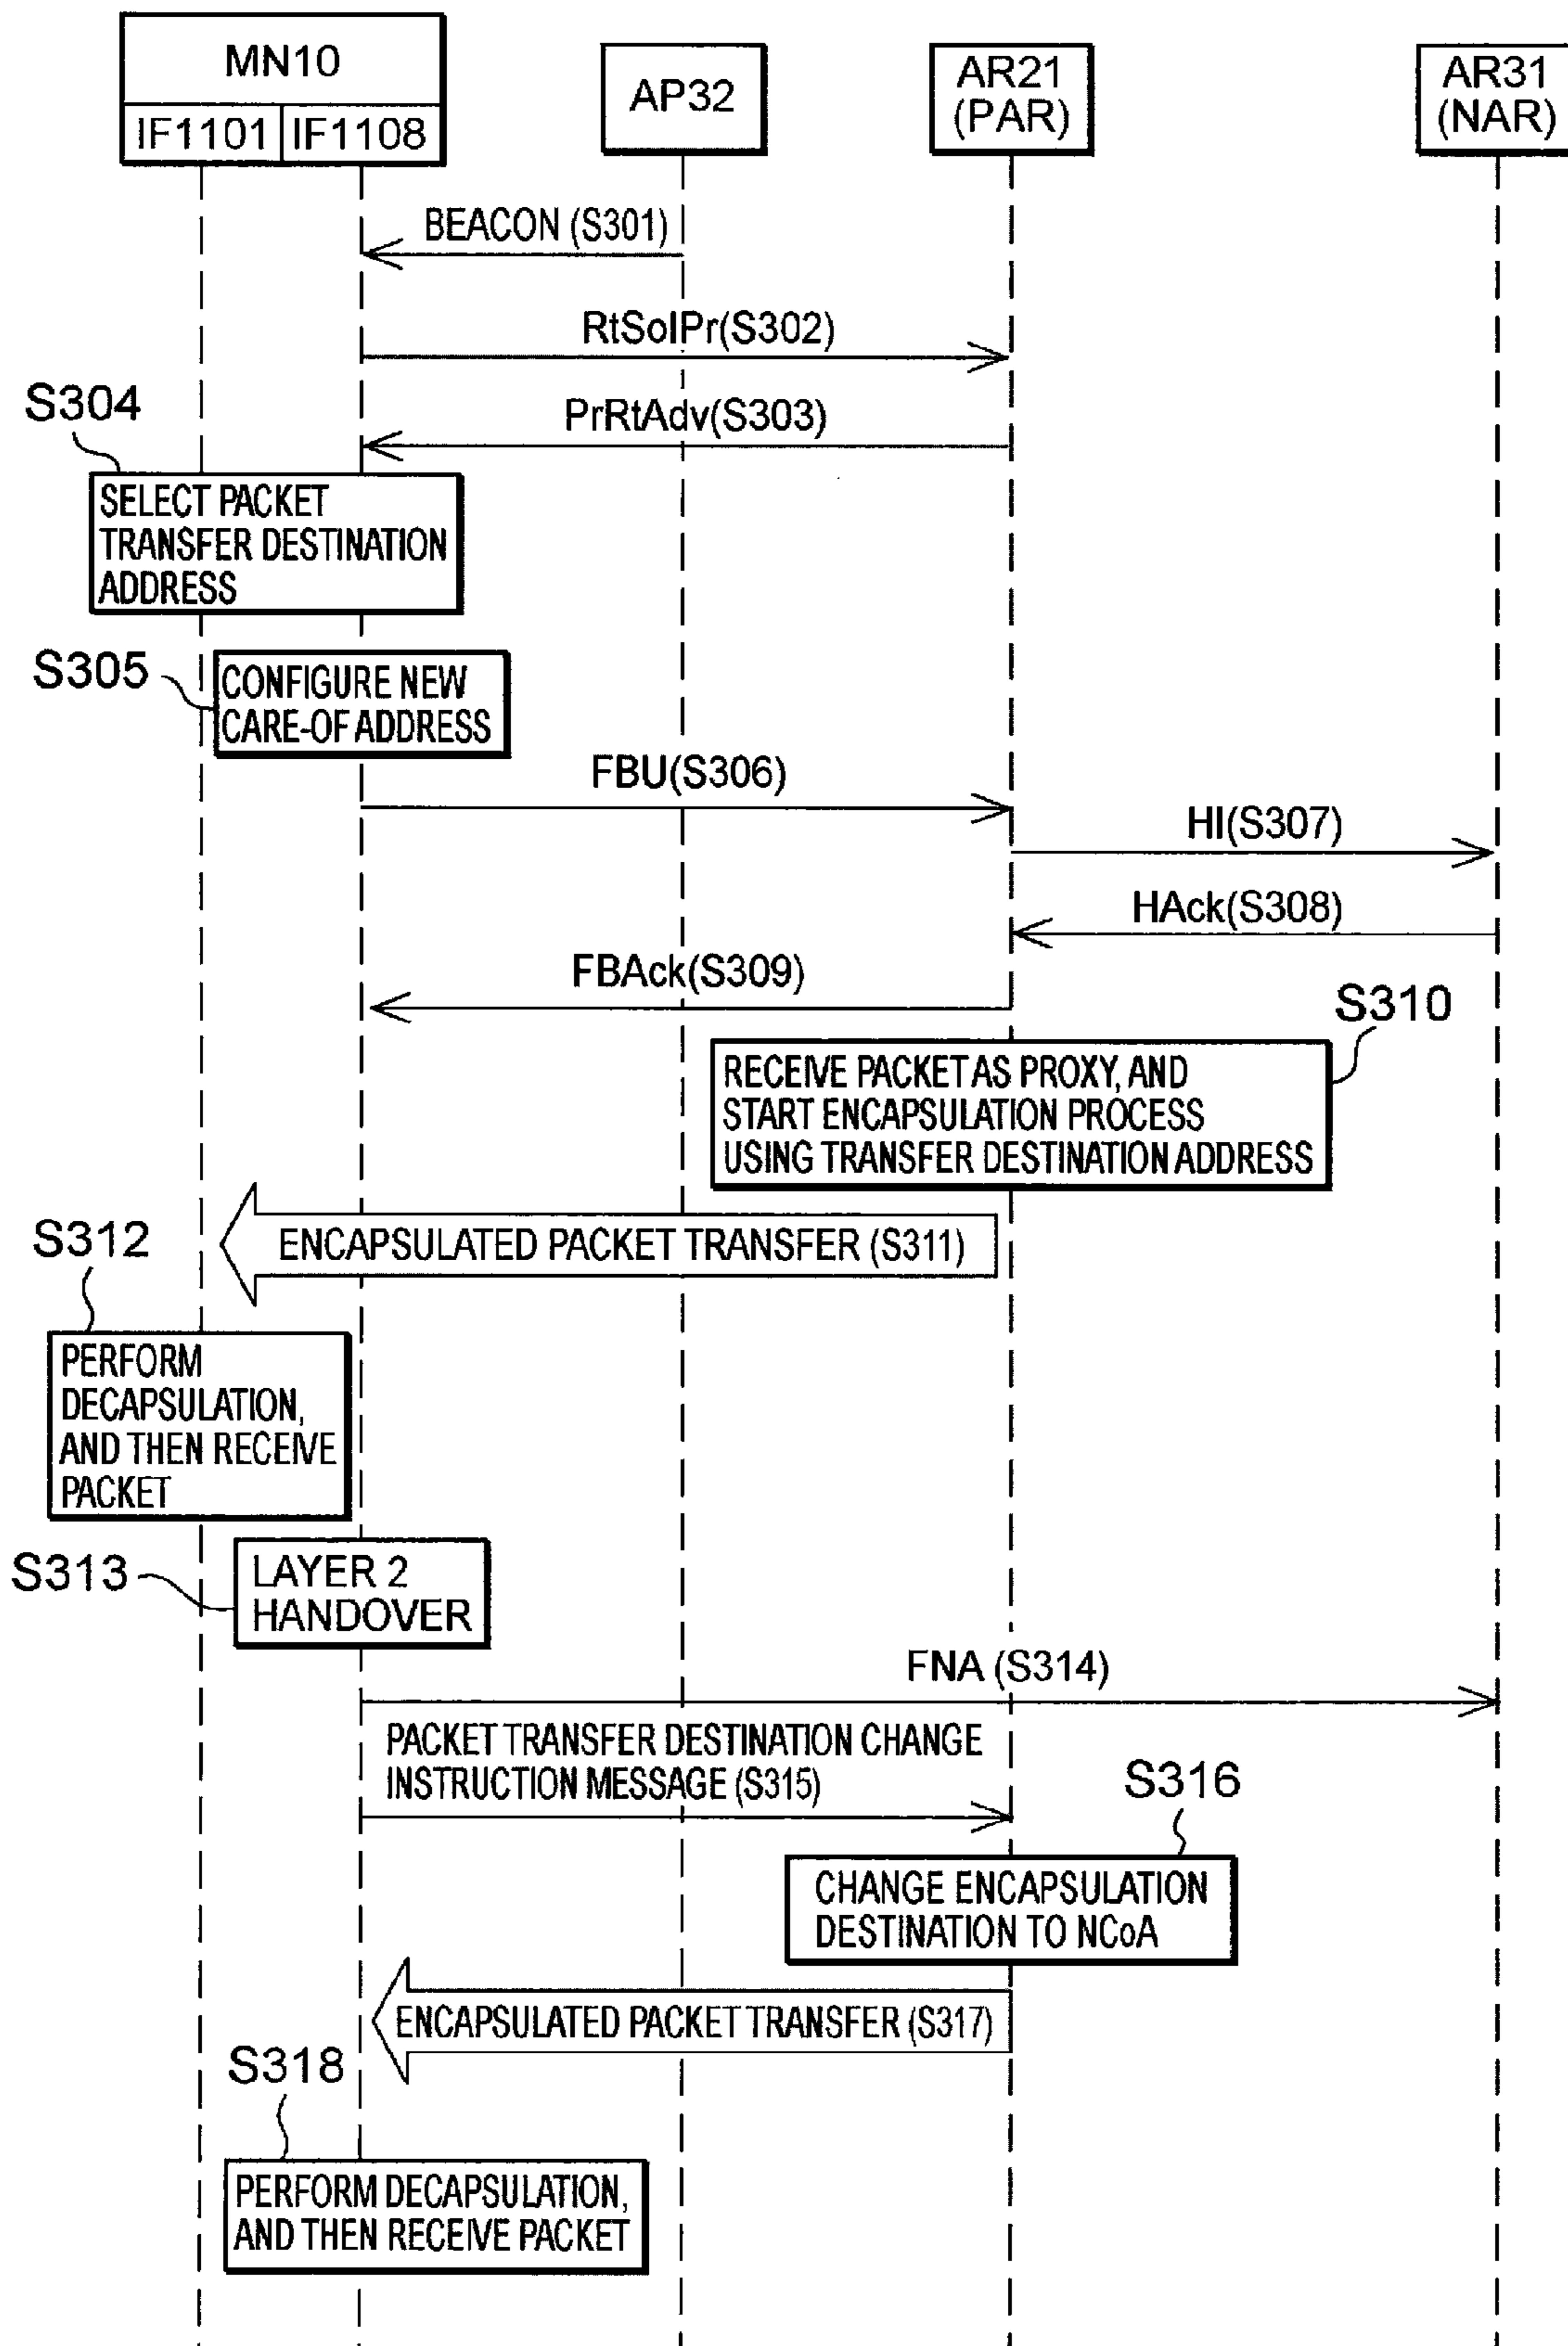 MN10
IF1101 IF1108
AP32
AR21
(PAR)
AR31
(NAR)
BEACON (S301)
RtSolPr(S302)
PrRtAdv(S303)
S304
SELECT PACKET
TRANSFER DESTINATION
ADDRESS
S305
CONFIGURE NEW
CARE-OF ADDRESS
FBU(S306)
HI(S307)
HAck(S308)
FBAck(S309)
S310
RECEIVE PACKET AS PROXY, AND
START ENCAPSULATION PROCESS
USING TRANSFER DESTINATION ADDRESS
ENCAPSULATED PACKET TRANSFER (S311)
S312
PERFORM
DECAPSULATION,
AND THEN RECEIVE
PACKET
S313
LAYER 2
HANDOVER
FNA (S314)
PACKET TRANSFER DESTINATION CHANGE
INSTRUCTION MESSAGE (S315)
S316
CHANGE ENCAPSULATION
DESTINATION TO NCoA
ENCAPSULATED PACKET TRANSFER (S317)
S318
PERFORM DECAPSULATION,
AND THEN RECEIVE PACKET